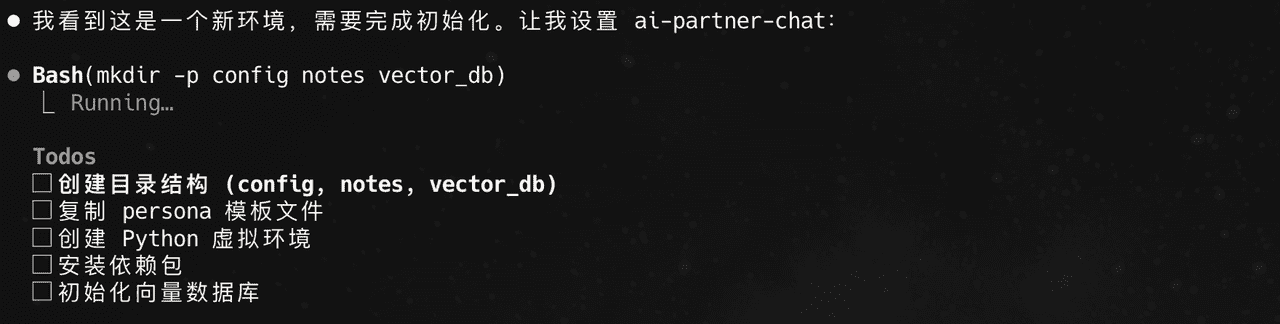 ● 我看到这是一个新环境，需要完成初始化。让我设置 ai-partner-chat:
● Bash(mkdir -p config notes vector_db)
⎿ Running…
Todos
☐ 创建目录结构 (config, notes, vector_db)
☐ 复制 persona 模板文件
☐ 创建 Python 虚拟环境
☐ 安装依赖包
☐ 初始化向量数据库